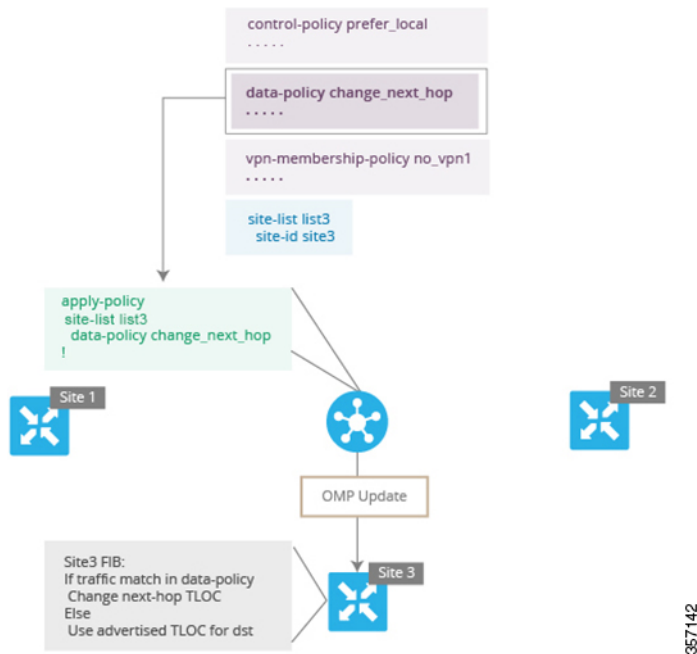 control-policy prefer_local
. . . . .
data-policy change_next_hop
. . . . .
vpn-membership-policy no_vpn1
. . . . .
site-list list3
site-id site3
apply-policy
site-list list3
data-policy change_next_hop
!
Site 1
Site 2
OMP Update
Site 3
Site3 FIB:
If traffic match in data-policy
Change next-hop TLOC
Else
Use advertised TLOC for dst
357142